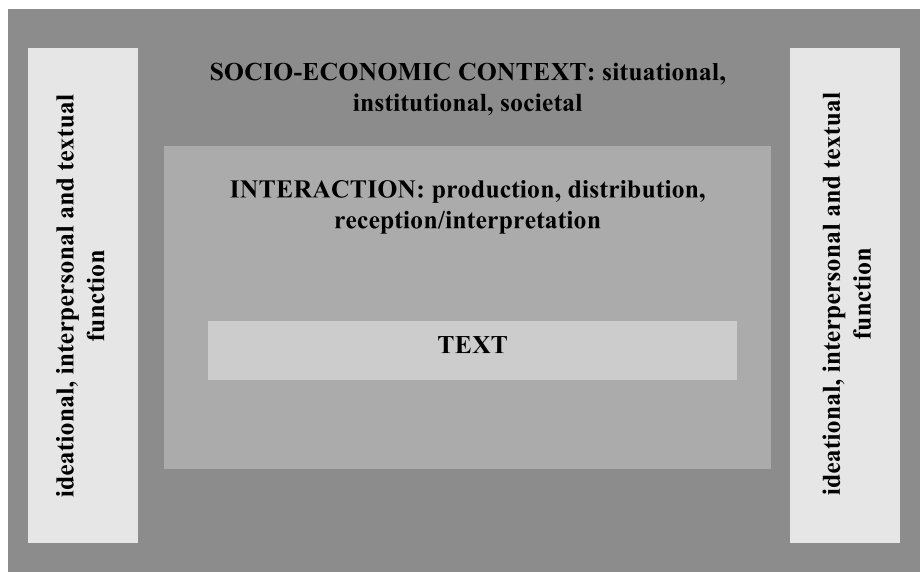 ideational, interpersonal and textual
function
SOCIO-ECONOMIC CONTEXT: situational,
institutional, societal
INTERACTION: production, distribution,
reception/interpretation
TEXT
ideational, interpersonal and textual
function